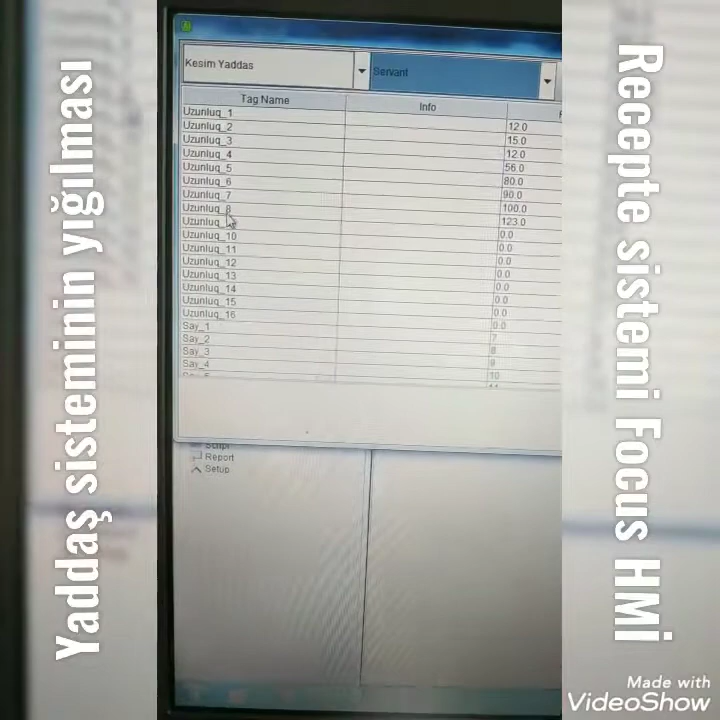 Yaddaş sisteminin yığılması
Kesim Yaddas
Servant
Tag Name
Info
Uzunluq_1
12.0
Uzunluq_2
15.0
Uzunluq_3
12.0
Uzunluq_4
56.0
Uzunluq_5
80.0
Uzunluq_6
90.0
Uzunluq_7
100.0
Uzunluq_8
123.0
Uzunluq_
0.0
Uzunluq_10
0.0
Uzunluq_11
0.0
Uzunluq_12
0.0
Uzunluq_13
0.0
Uzunluq_14
0.0
Uzunluq_15
0.0
Uzunluq_16
0.0
Say_1
7
Say_2
8
Say_3
9
Say_4
10
Script
Report
Setup
Recepte sistemi Focus HMİ
Made with
VideoShow